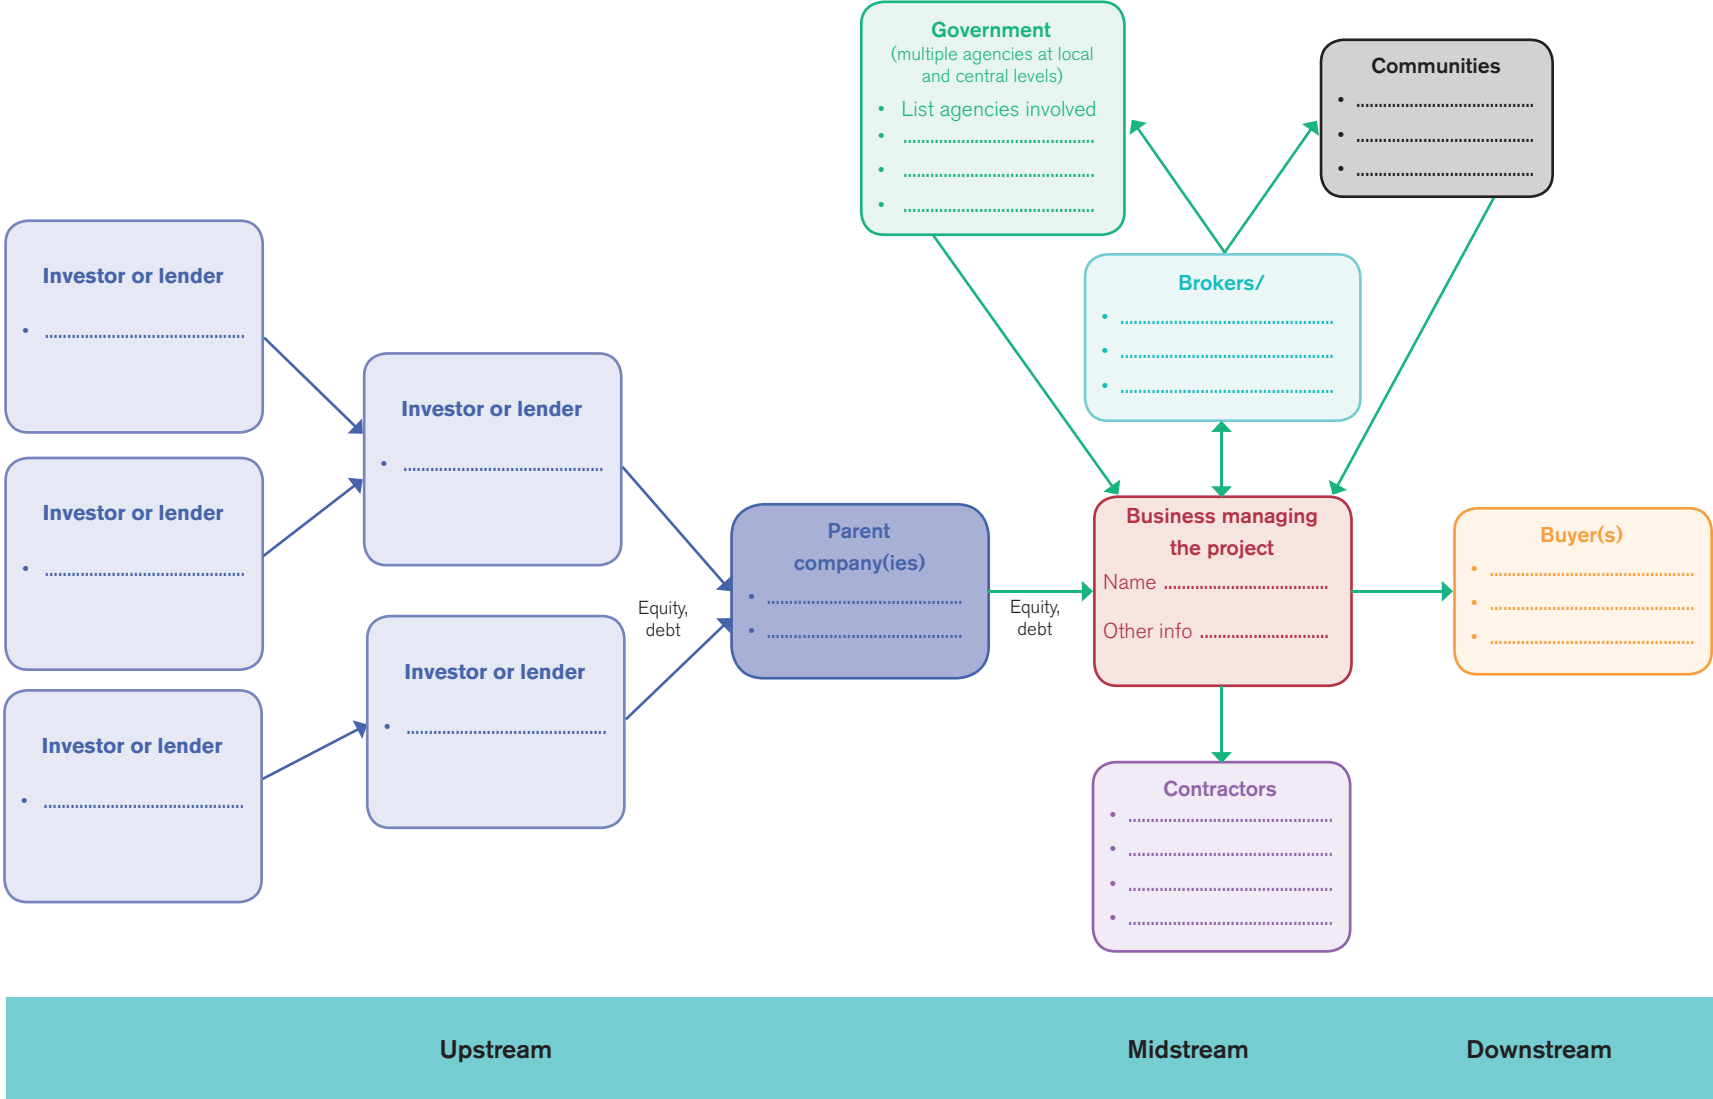 Government
(multiple agencies at local
and central levels)
• List agencies involved
•
•
•
Communities
•
•
•
Investor or lender
•
Investor or lender
•
Investor or lender
•
Investor or lender
•
Investor or lender
•
Equity,
debt
Parent
company(ies)
•
•
Equity,
debt
Brokers/
•
•
•
Business managing
the project
Name ........................................
Other info ................................
Buyer(s)
•
•
•
Contractors
•
•
•
•
Upstream
Midstream
Downstream